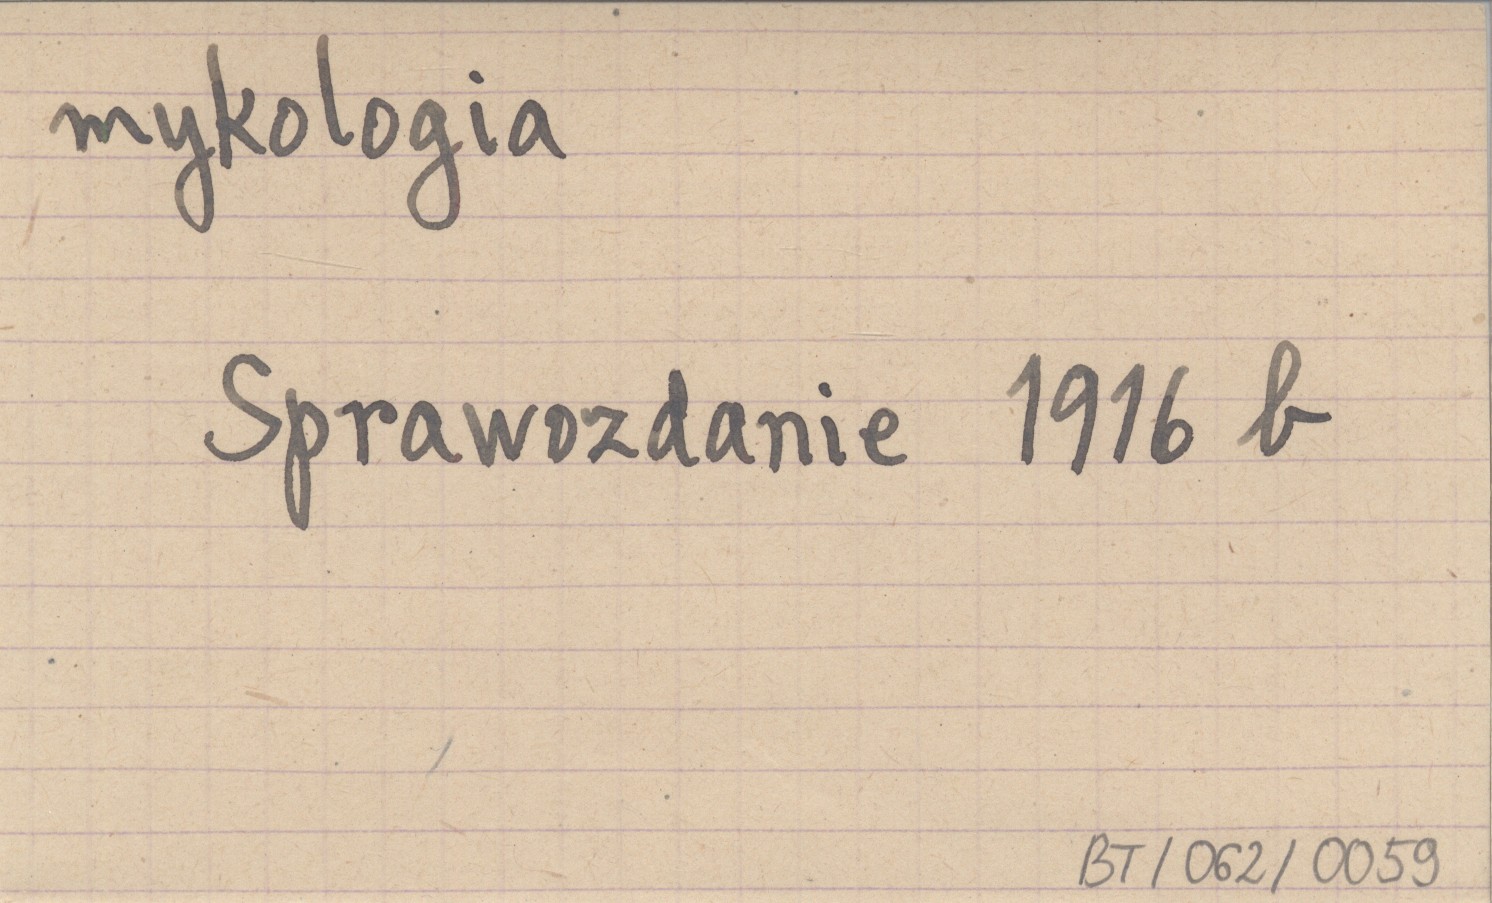 mykologia
Sprawozdanie 1916 b
BT/062/0059